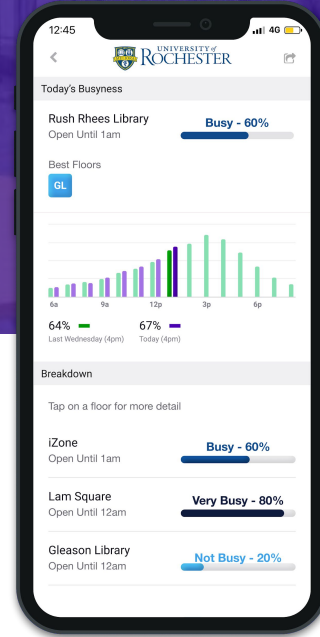 12:45
4G
UNIVERSITY of
ROCHESTER
Today's Busyness
Rush Rhees Library
Busy - 60%
Open Until 1am
Best Floors
GL
6a 9a 12p 3p 6p
64%
67%
Last Wednesday (4pm)
Today (4pm)
Breakdown
Tap on a floor for more detail
iZone
Busy - 60%
Open Until 1am
Lam Square
Very Busy - 80%
Open Until 12am
Gleason Library
Not Busy - 20%
Open Until 12am